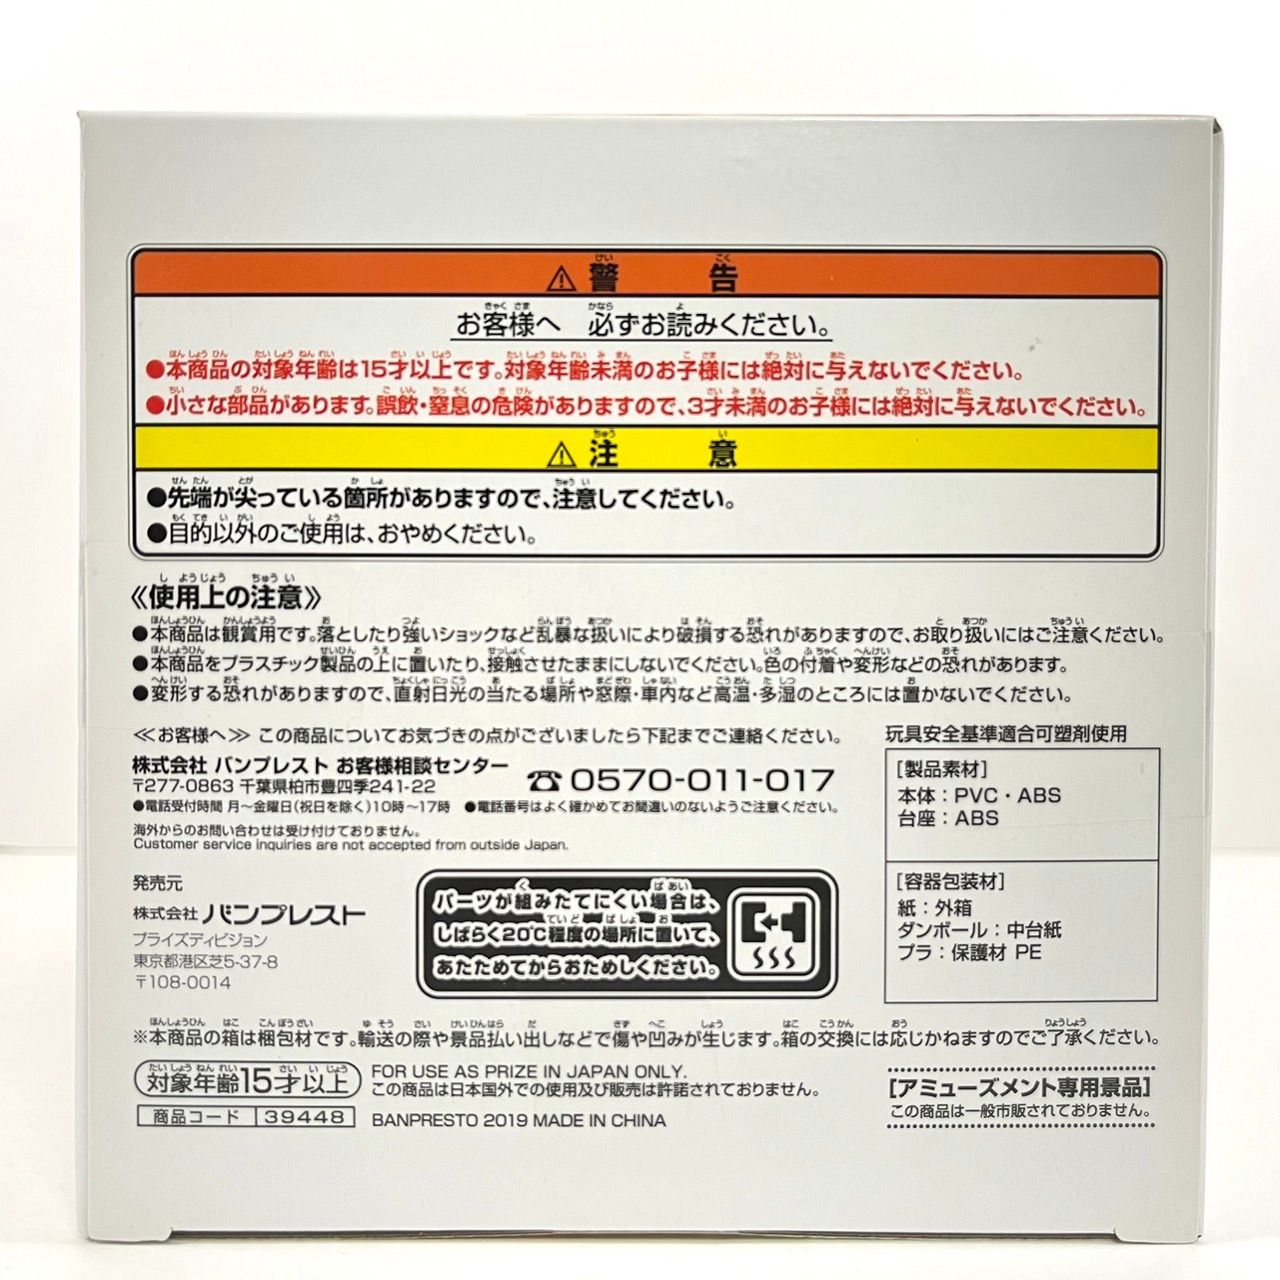 ⚠警告
お客様へ 必ずお読みください。
●本商品の対象年齢は15才以上です。対象年齢未満のお子様には絶対に与えないでください。
●小さな部品があります。誤飲・窒息の危険がありますので、3才未満のお子様には絶対に与えないでください。
⚠注意
●先端が尖っている箇所がありますので、注意してください。
●目的以外のご使用は、おやめください。
《使用上の注意》
●本商品は観賞用です。落としたり強いショックなど乱暴な扱いにより破損する恐れがありますので、お取り扱いにはご注意ください。
●本商品をプラスチック製品の上に置いたり、接触させたままにしないでください。色の付着や変形などの恐れがあります。
●変形する恐れがありますので、直射日光の当たる場所や窓際・車内など高温・多湿のところには置かないでください。
≪お客様へ≫ この商品についてお気づきの点がございましたら下記までご連絡ください。
株式会社 バンプレスト お客様相談センター
〒277-0863 千葉県柏市豊四季241-22
☎0570-011-017
●電話受付時間 月〜金曜日(祝日を除く)10時〜17時 ●電話番号はよく確かめてお間違いのないようご注意ください。
海外からのお問い合わせは受け付けておりません。
Customer service inquiries are not accepted from outside Japan.
玩具安全基準適合可塑剤使用
[製品素材]
本体：PVC・ABS
台座：ABS
[容器包装材]
紙：外箱
ダンボール：中台紙
プラ：保護材 PE
発売元
株式会社 バンプレスト
プライズディビジョン
東京都港区芝5-37-8
〒108-0014
パーツが組みたてにくい場合は、
しばらく20℃程度の場所に置いて、
あたためてからおためしください。
※本商品の箱は梱包材です。輸送の際や景品払い出しなどで傷や凹みが生じます。箱の交換には応じかねますのでご了承ください。
対象年齢15才以上
FOR USE AS PRIZE IN JAPAN ONLY.
この商品は日本国外での使用及び販売は許諾されておりません。
商品コード 39448
BANPRESTO 2019 MADE IN CHINA
[アミューズメント専用景品]
この商品は一般市販されておりません。